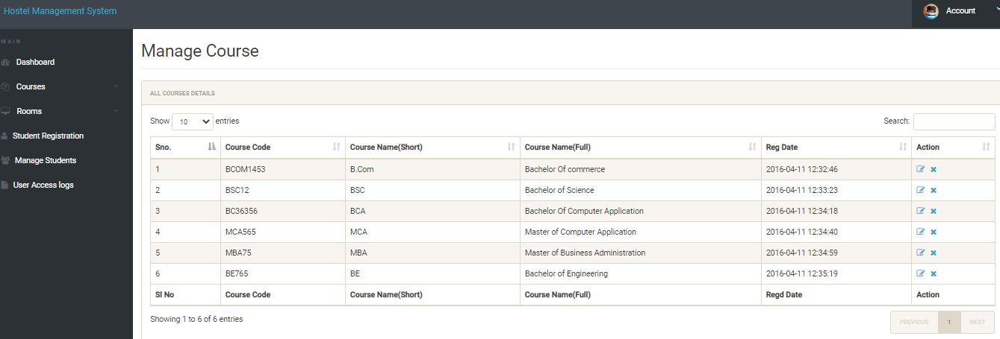 Hostel Management System
Account
MAIN
Dashboard
Courses
Rooms
Student Registration
Manage Students
User Access logs
Manage Course
ALL COURSES DETAILS
Show 10 entries Search:
Sno. Course Code Course Name(Short) Course Name(Full) Reg Date Action
1 BCOM1453 B.Com Bachelor Of commerce 2016-04-11 12:32:46
2 BSC12 BSC Bachelor of Science 2016-04-11 12:33:23
3 BC36356 BCA Bachelor Of Computer Application 2016-04-11 12:34:18
4 MCA565 MCA Master of Computer Application 2016-04-11 12:34:40
5 MBA75 MBA Master of Business Administration 2016-04-11 12:34:59
6 BE765 BE Bachelor of Engineering 2016-04-11 12:35:19
Sl No Course Code Course Name(Short) Course Name(Full) Regd Date Action
Showing 1 to 6 of 6 entries
PREVIOUS 1 NEXT